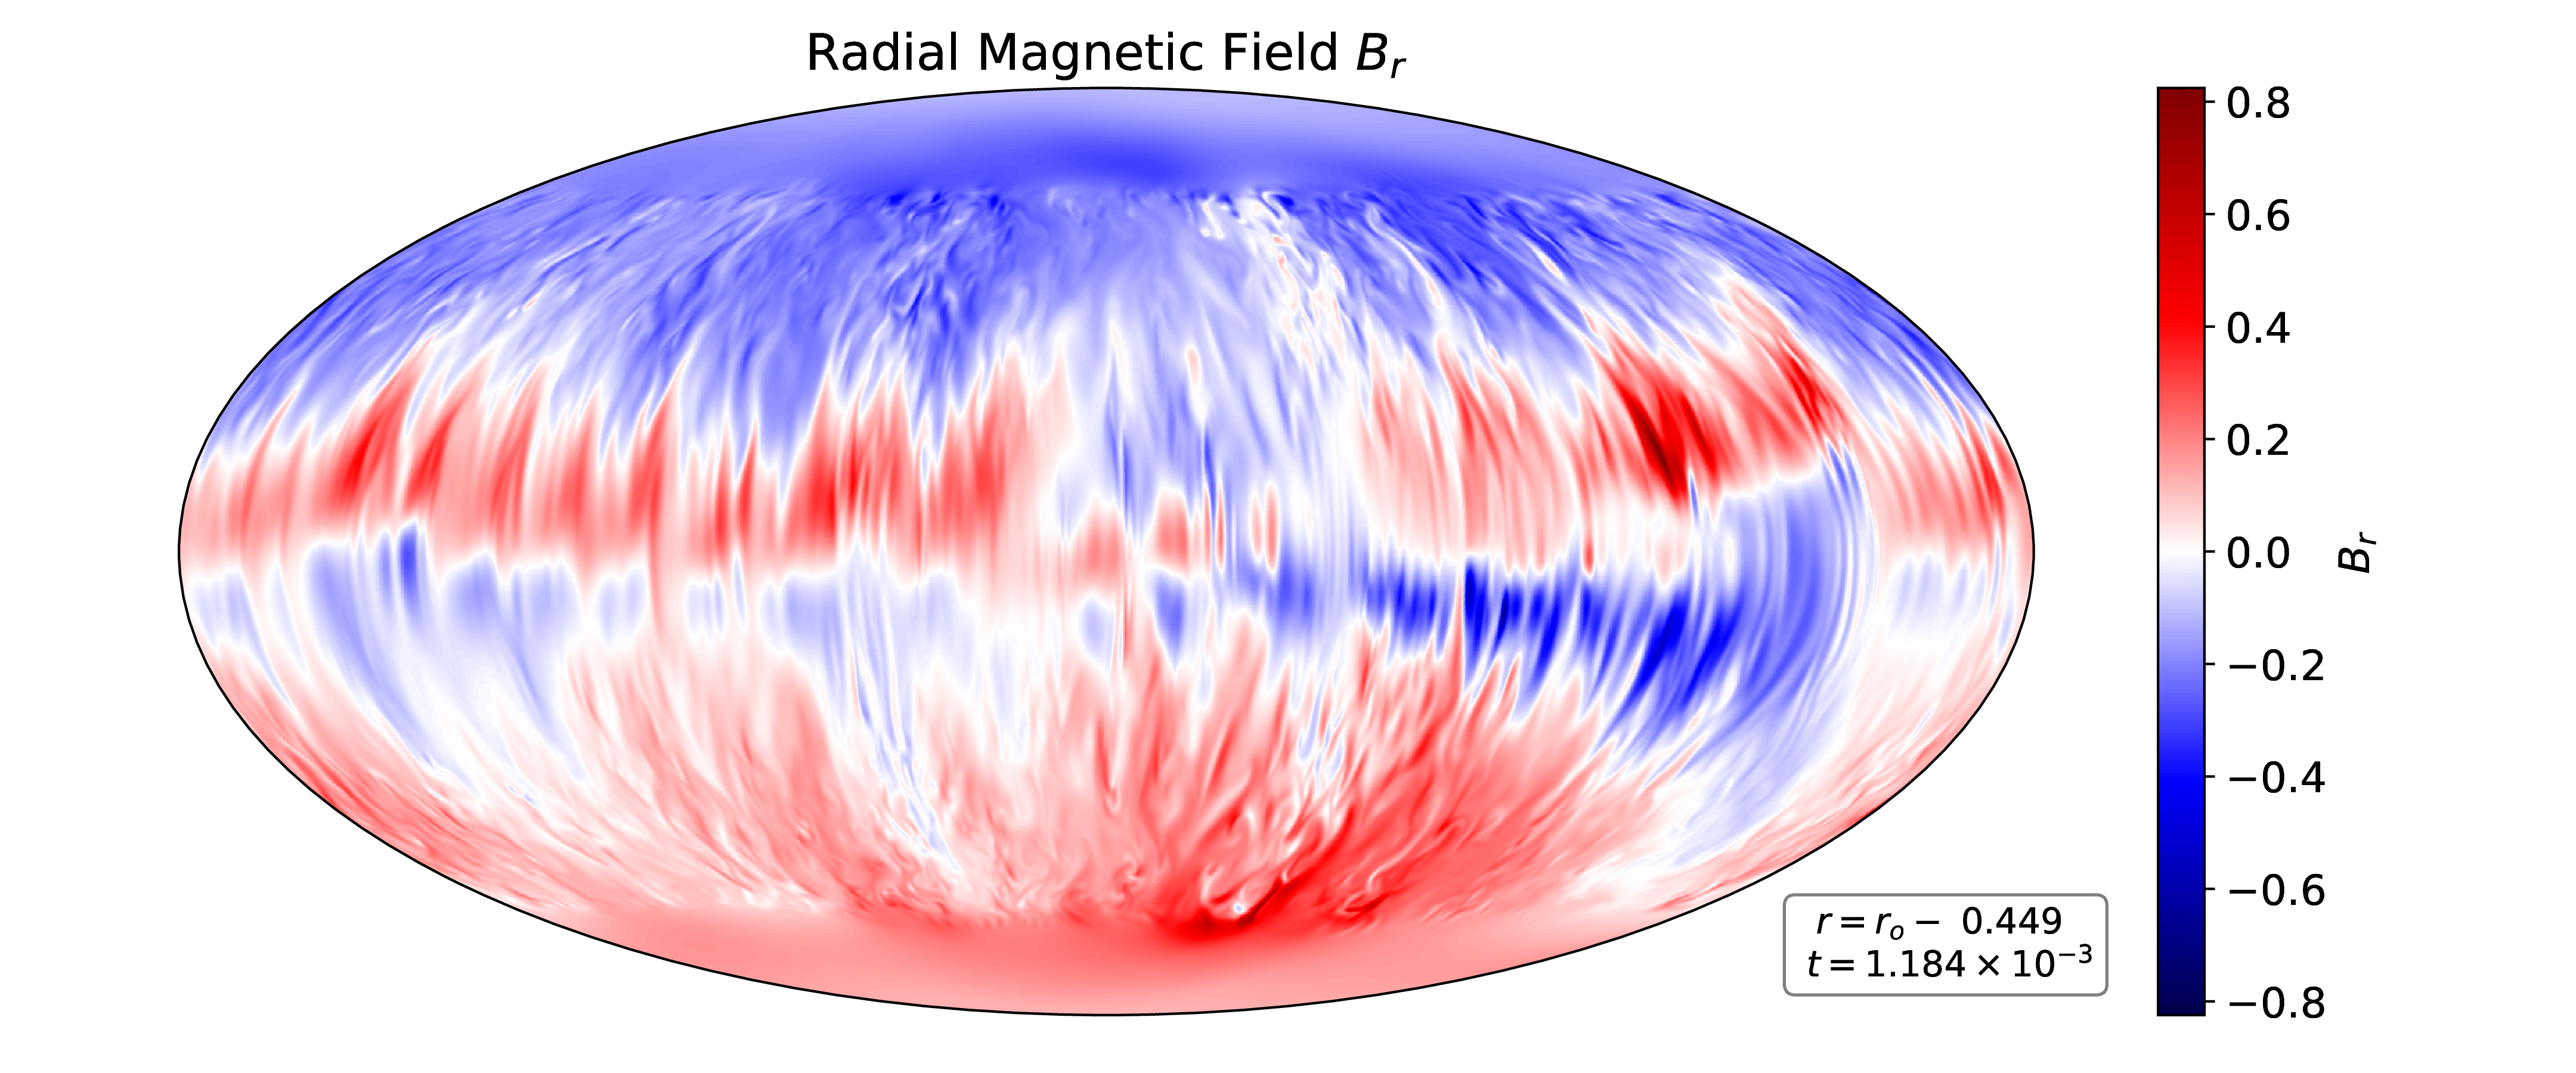 Radial Magnetic Field B_r
0.8
0.6
0.4
0.2
0.0
−0.2
−0.4
−0.6
−0.8
B_r
r = r_o − 0.449
t = 1.184 × 10⁻³